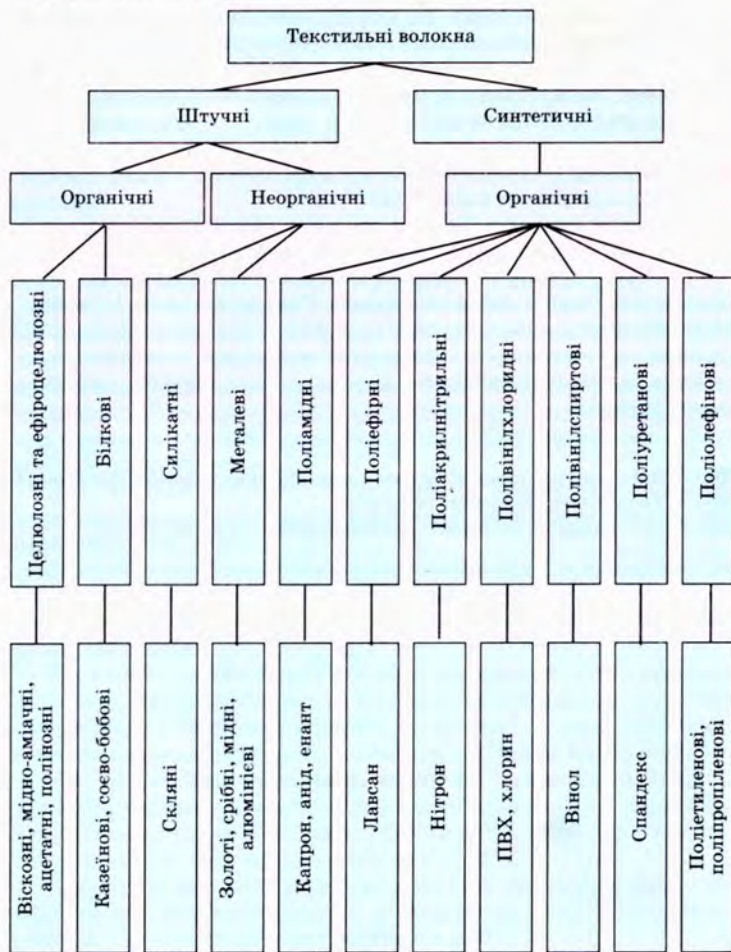 Текстильні волокна
Штучні
Синтетичні
Органічні
Неорганічні
Органічні
Целюлозні та ефіроцелюлозні
Білкові
Силікатні
Металеві
Поліамідні
Поліефірні
Поліакрилнітрильні
Полівінілхлоридні
Полівінілспиртові
Поліуретанові
Поліолефінові
Віскозні, мідно-аміачні,
ацетатні, полінозні
Казеїнові, соєво-бобові
Скляні
Золоті, срібні, мідні,
алюмінієві
Капрон, анід, енант
Лавсан
Нітрон
ПВХ, хлорин
Вінол
Спандекс
Поліетиленові,
поліпропіленові